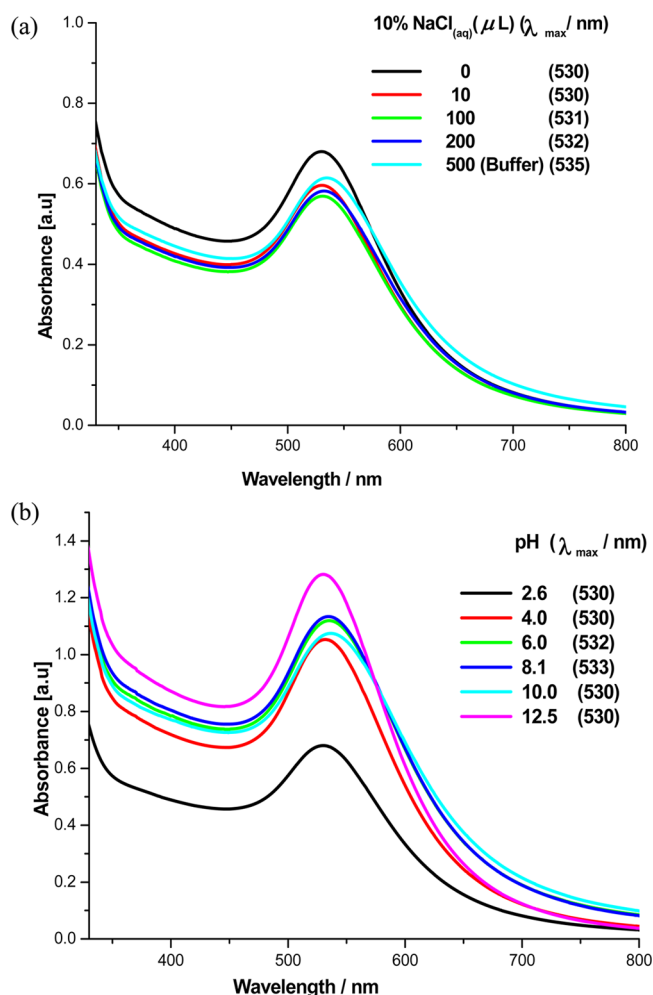 (a)
10% NaCl(aq)(μL) (λ max/ nm)
0 (530)
10 (530)
100 (531)
200 (532)
500 (Buffer) (535)
Absorbance [a.u]
1.0
0.8
0.6
0.4
0.2
0.0
400 500 600 700 800
Wavelength / nm
(b)
pH (λ max / nm)
2.6 (530)
4.0 (530)
6.0 (532)
8.1 (533)
10.0 (530)
12.5 (530)
Absorbance [a.u]
1.4
1.2
1.0
0.8
0.6
0.4
0.2
0.0
400 500 600 700 800
Wavelength / nm